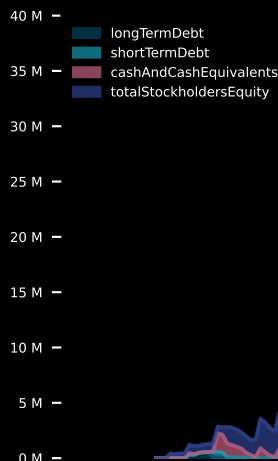 40 M
longTermDebt
shortTermDebt
35 M
cashAndCashEquivalents
totalStockholdersEquity
30 M
25 M
20 M
15 M
10 M
5 M
0 M